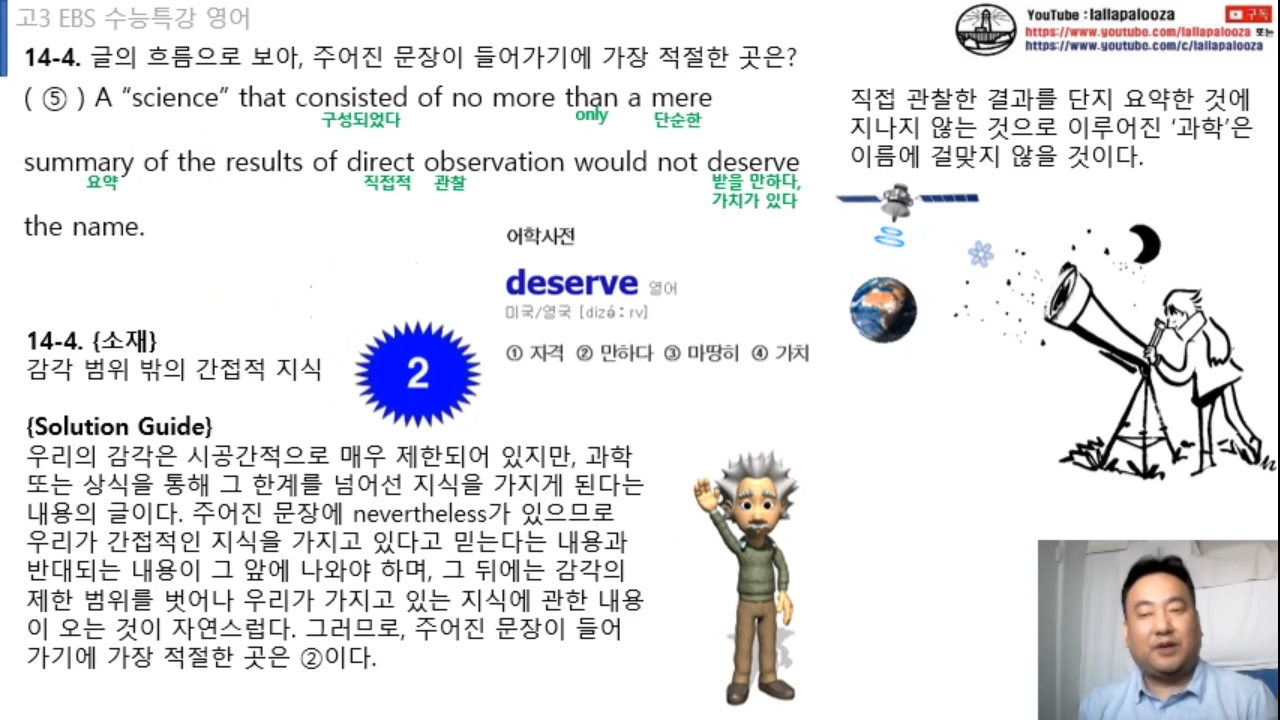 고3 EBS 수능특강 영어
YouTube : lallapalooza
구독
https://www.youtube.com/lallapalooza 또는
https://www.youtube.com/c/lallapalooza
14-4. 글의 흐름으로 보아, 주어진 문장이 들어가기에 가장 적절한 곳은?
( ⑤ ) A “science” that consisted of no more than a mere
구성되었다 only 단순한
summary of the results of direct observation would not deserve
요약 직접적 관찰 받을 만하다,
가치가 있다
the name.
직접 관찰한 결과를 단지 요약한 것에
지나지 않는 것으로 이루어진 ‘과학’은
이름에 걸맞지 않을 것이다.
어학사전
deserve 영어
미국/영국 [dizə́ːrv]
① 자격 ② 만하다 ③ 마땅히 ④ 가치
14-4. {소재}
감각 범위 밖의 간접적 지식
2
{Solution Guide}
우리의 감각은 시공간적으로 매우 제한되어 있지만, 과학
또는 상식을 통해 그 한계를 넘어선 지식을 가지게 된다는
내용의 글이다. 주어진 문장에 nevertheless가 있으므로
우리가 간접적인 지식을 가지고 있다고 믿는다는 내용과
반대되는 내용이 그 앞에 나와야 하며, 그 뒤에는 감각의
제한 범위를 벗어나 우리가 가지고 있는 지식에 관한 내용
이 오는 것이 자연스럽다. 그러므로, 주어진 문장이 들어
가기에 가장 적절한 곳은 ②이다.